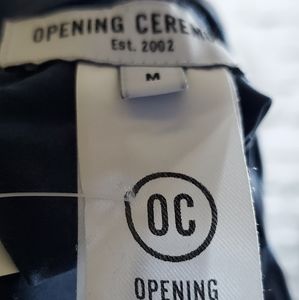 OPENING CEREM
Est. 2002
M
OC
OPENING